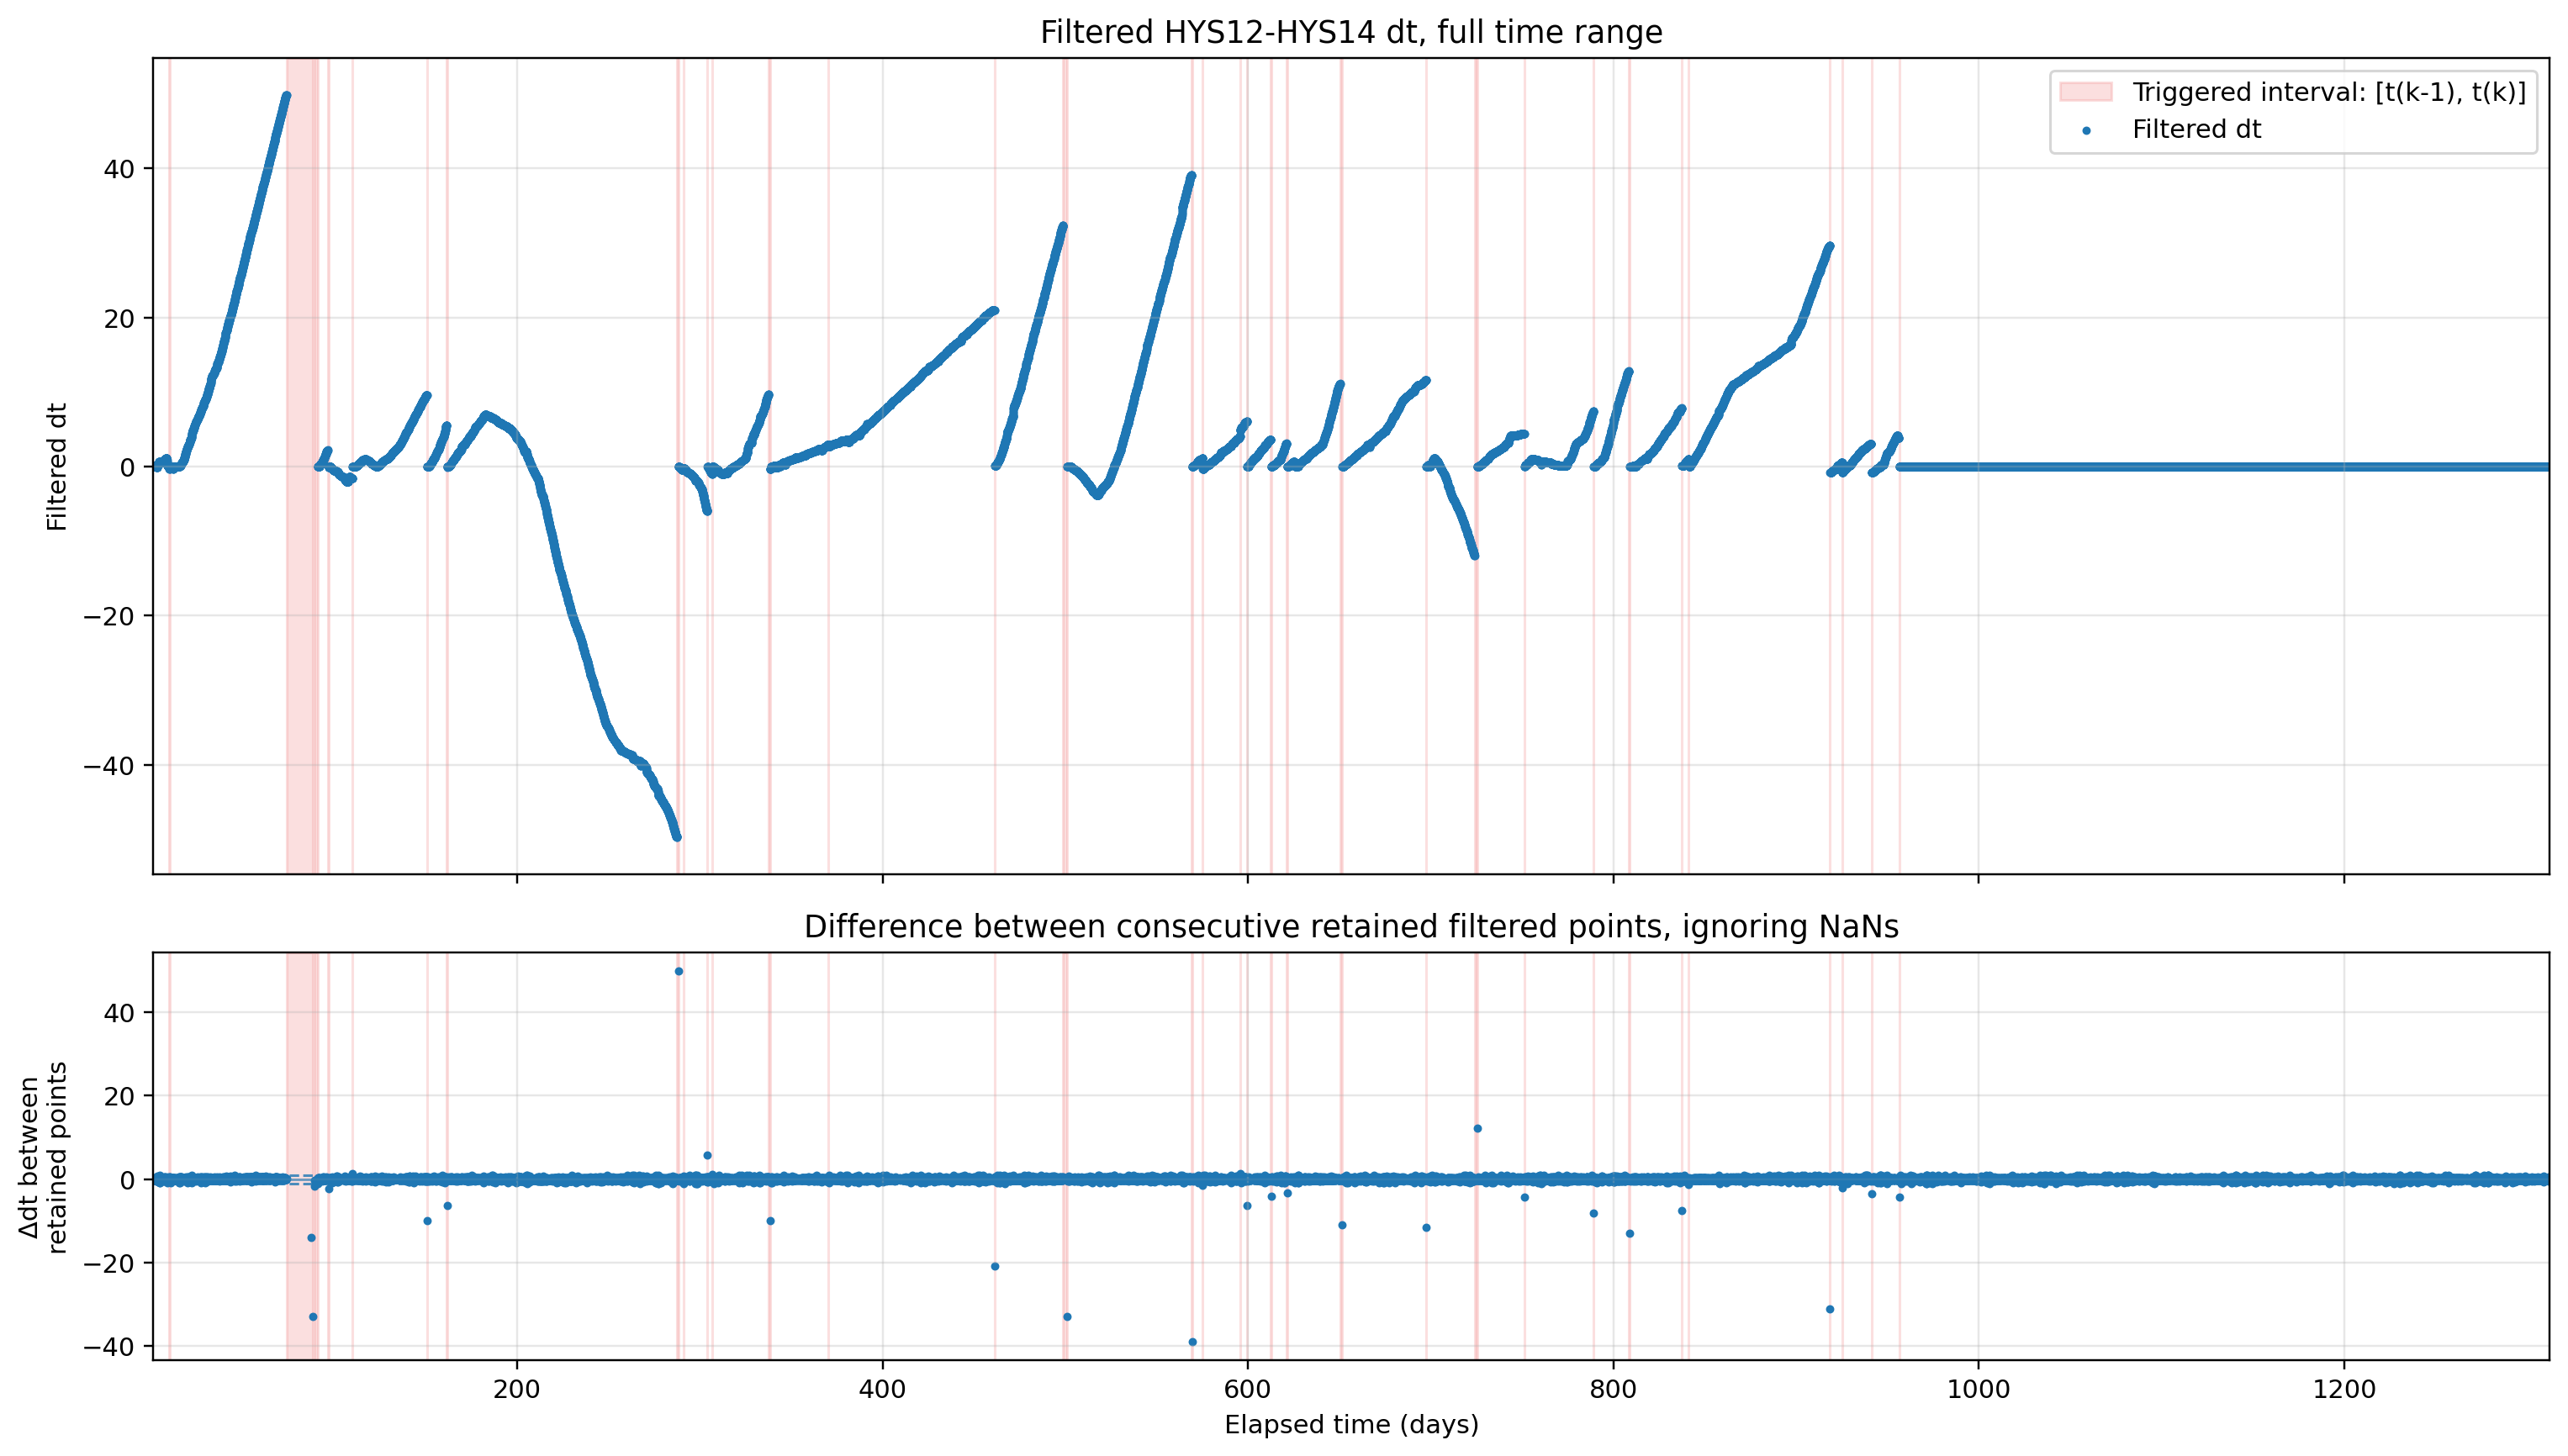 Filtered HYS12-HYS14 dt, full time range
Triggered interval: [t(k-1), t(k)]
Filtered dt
Filtered dt
40
20
0
−20
−40
Difference between consecutive retained filtered points, ignoring NaNs
Δdt between
retained points
40
20
0
−20
−40
200
400
600
800
1000
1200
Elapsed time (days)